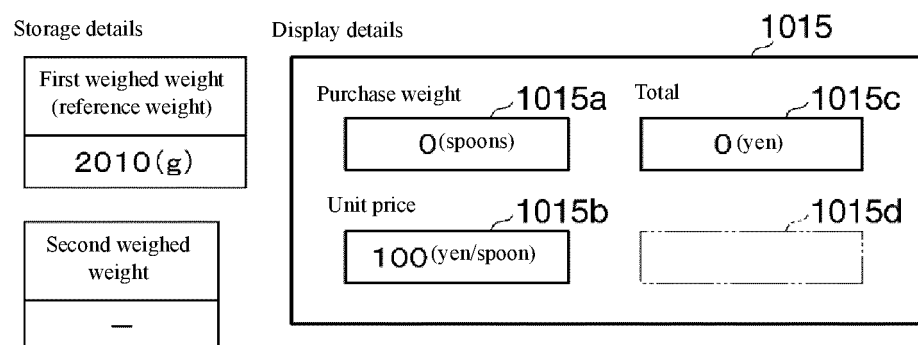 Storage details
First weighed weight
(reference weight)
2010(g)
Second weighed
weight
—
Display details
1015
Purchase weight
1015a
0(spoons)
Total
1015c
0(yen)
Unit price
1015b
100(yen/spoon)
1015d